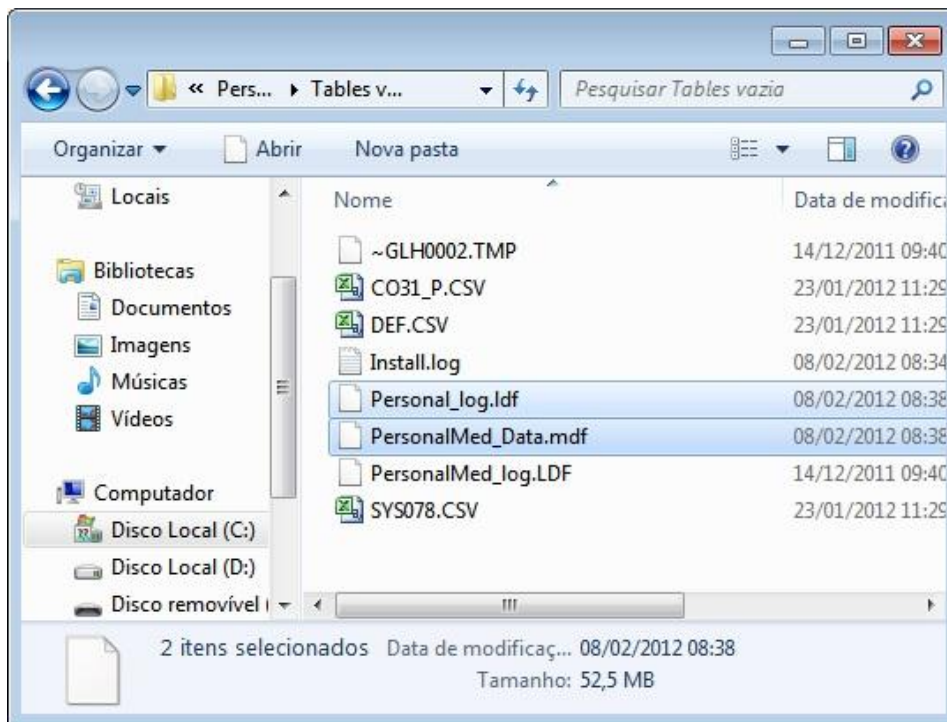 « Pers... ▸ Tables v... Pesquisar Tables vazia
Organizar Abrir Nova pasta
Locais
Bibliotecas
Documentos
Imagens
Músicas
Vídeos
Computador
Disco Local (C:)
Disco Local (D:)
Disco removível (
Nome Data de modifica
~GLH0002.TMP 14/12/2011 09:40
CO31_P.CSV 23/01/2012 11:29
DEF.CSV 23/01/2012 11:29
Install.log 08/02/2012 08:34
Personal_log.ldf 08/02/2012 08:38
PersonalMed_Data.mdf 08/02/2012 08:38
PersonalMed_log.LDF 14/12/2011 09:40
SYS078.CSV 23/01/2012 11:29
2 itens selecionados Data de modificaç... 08/02/2012 08:38
Tamanho: 52,5 MB